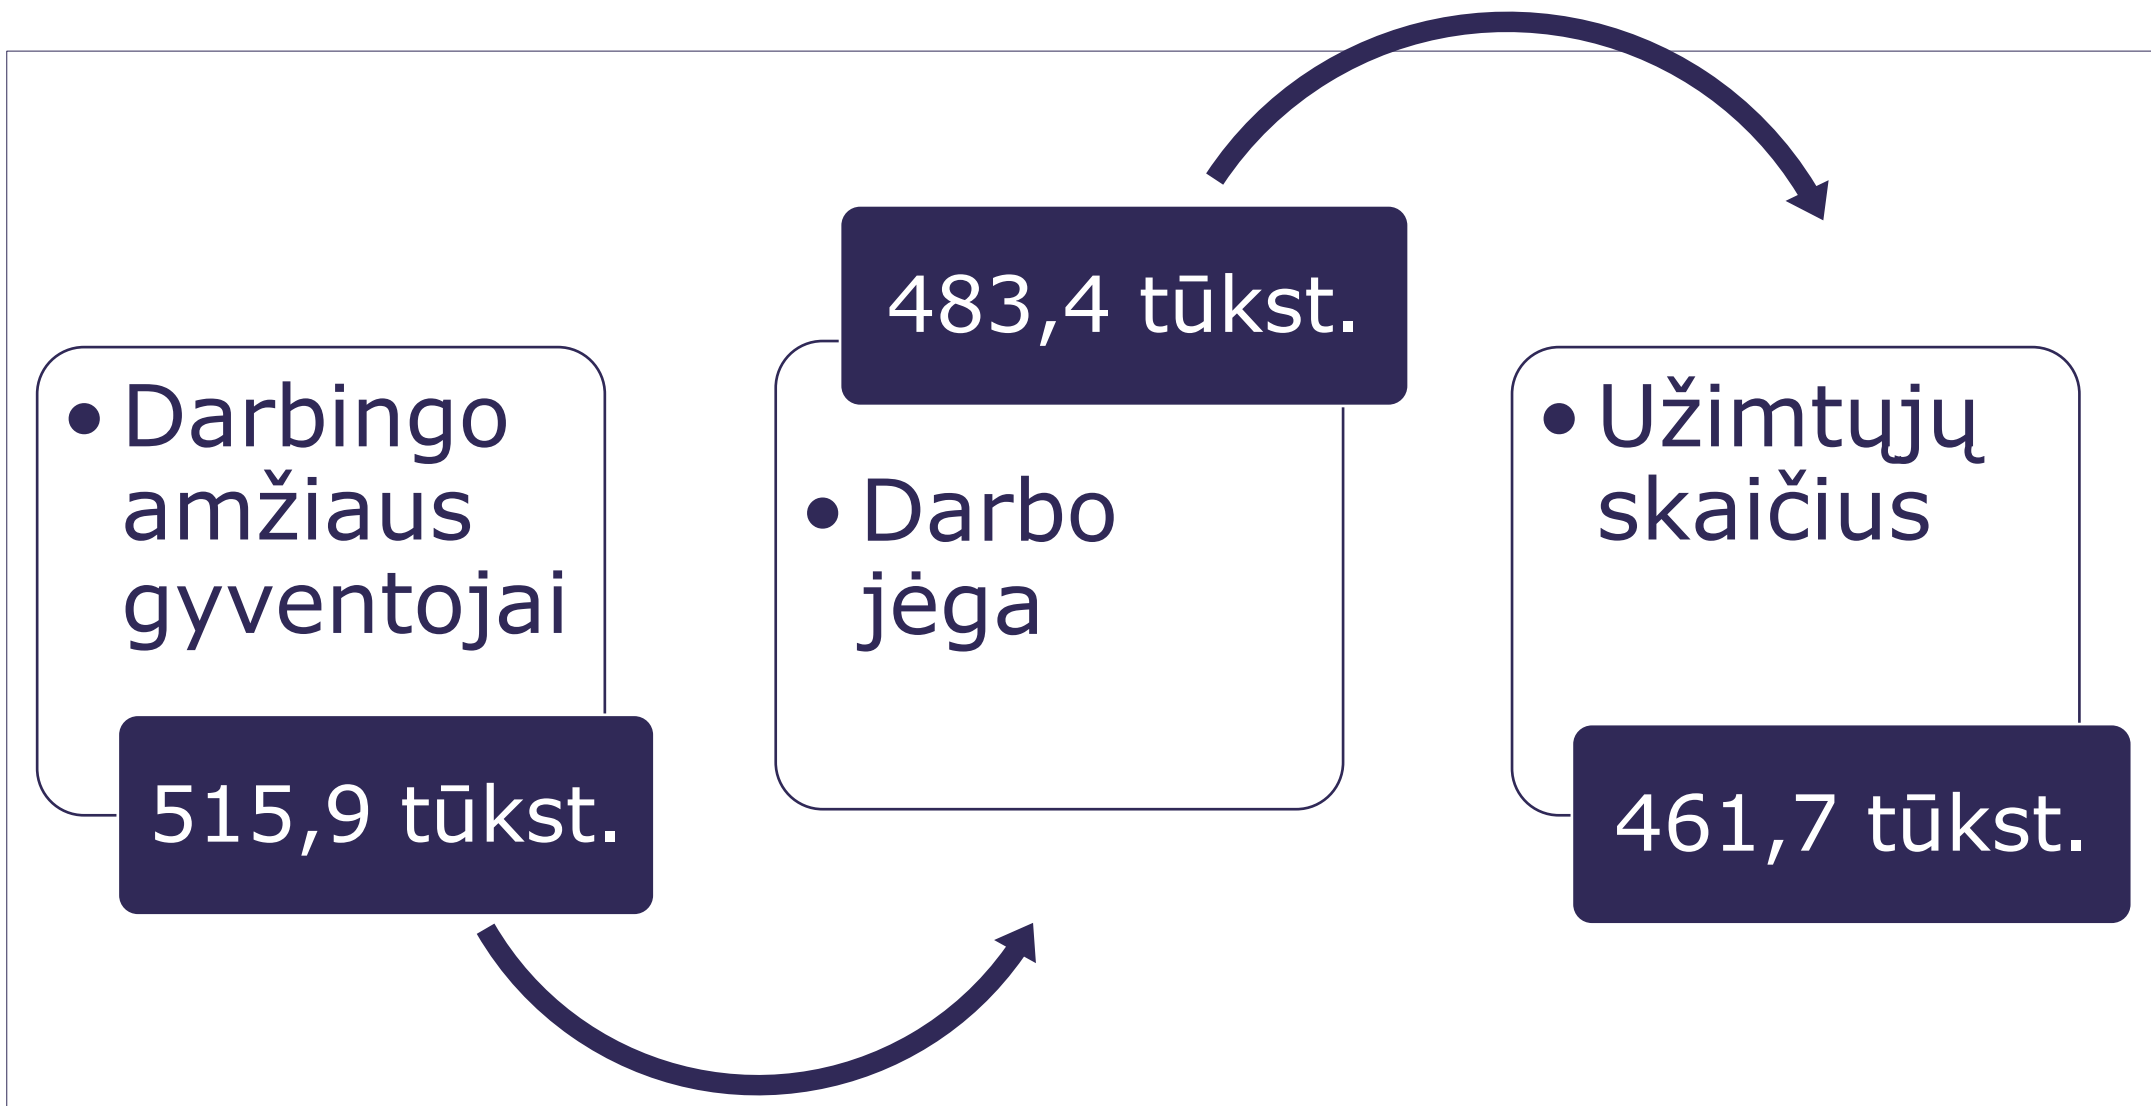 • Darbingo
amžiaus
gyventojai
515,9 tūkst.
483,4 tūkst.
• Darbo
jėga
• Užimtųjų
skaičius
461,7 tūkst.